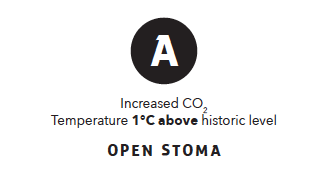 A
Increased CO₂
Temperature 1°C above historic level
OPEN STOMA